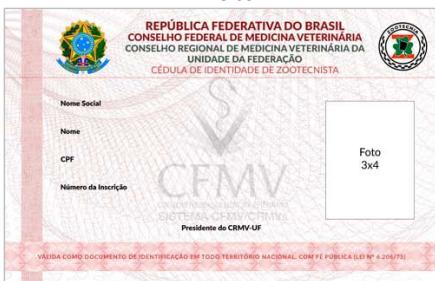 REPÚBLICA FEDERATIVA DO BRASIL
CONSELHO FEDERAL DE MEDICINA VETERINÁRIA
CONSELHO REGIONAL DE MEDICINA VETERINÁRIA DA
UNIDADE DA FEDERAÇÃO
CÉDULA DE IDENTIDADE DE ZOOTECNISTA
ZOOTECNIA
Nome Social
Nome
CPF
Número da Inscrição
Foto
3x4
CFMV
SISTEMA CFMV/CRMVs
Presidente do CRMV-UF
VÁLIDA COMO DOCUMENTO DE IDENTIFICAÇÃO EM TODO TERRITÓRIO NACIONAL, COM FÉ PÚBLICA (LEI Nº 6.206/75)